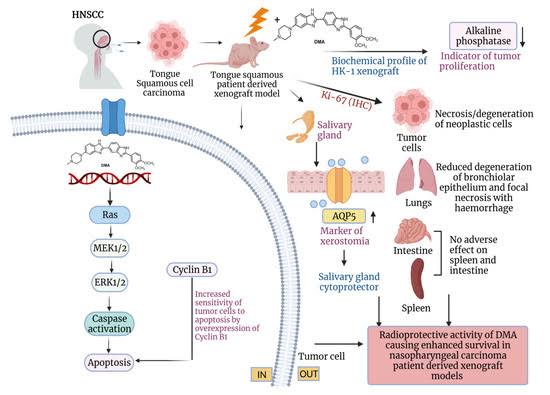 HNSCC
Tongue
Squamous cell
carcinoma
Tongue squamous
patient derived
xenograft model
+
DMA
Biochemical profile of
HK-1 xenograft
Alkaline
phosphatase
Indicator of tumor
proliferation
Ki-67 (IHC)
Necrosis/degeneration
of neoplastic cells
Tumor
cells
Salivary
gland
Reduced degeneration
of bronchiolar
epithelium and focal
necrosis with
haemorrhage
Lungs
AQP5
Marker of
xerostomia
Salivary gland
cytoprotector
Intestine
No adverse
effect on
spleen and
intestine
Spleen
DMA
Ras
MEK1/2
ERK1/2
Caspase
activation
Apoptosis
Cyclin B1
Increased
sensitivity of
tumor cells to
apoptosis by
overexpression of
Cyclin B1
IN
OUT
Tumor cell
Radioprotective activity of DMA
causing enhanced survival in
nasopharyngeal carcinoma
patient derived xenograft
models